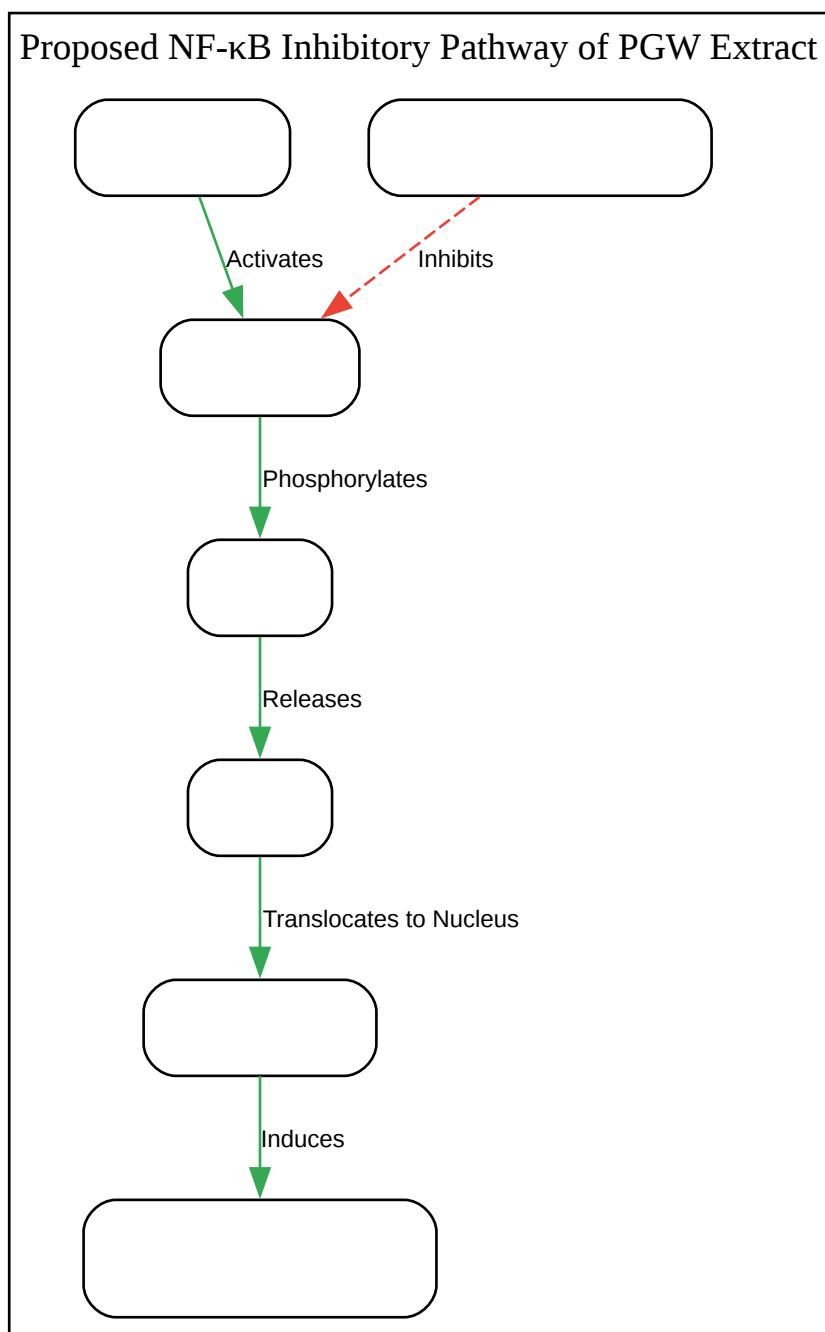 Proposed NF-κB Inhibitory Pathway of PGW Extract
Activates
Inhibits
Phosphorylates
Releases
Translocates to Nucleus
Induces